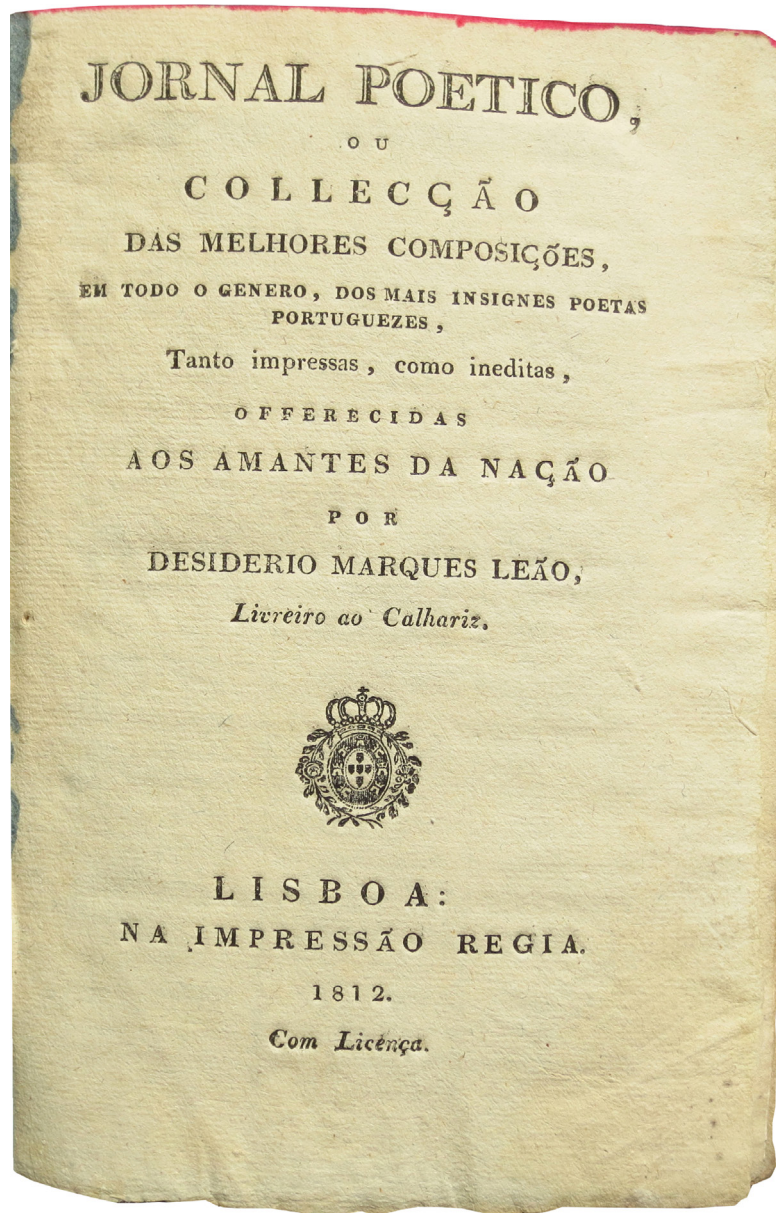 JORNAL POETICO,
OU
COLLECÇÃO
DAS MELHORES COMPOSIÇÕES,
EM TODO O GENERO, DOS MAIS INSIGNES POETAS
PORTUGUEZES,
Tanto impressas, como ineditas,
OFFERECIDAS
AOS AMANTES DA NAÇÃO
POR
DESIDERIO MARQUES LEÃO,
Livreiro ao Calhariz.
LISBOA:
NA IMPRESSÃO REGIA.
1812.
Com Licença.